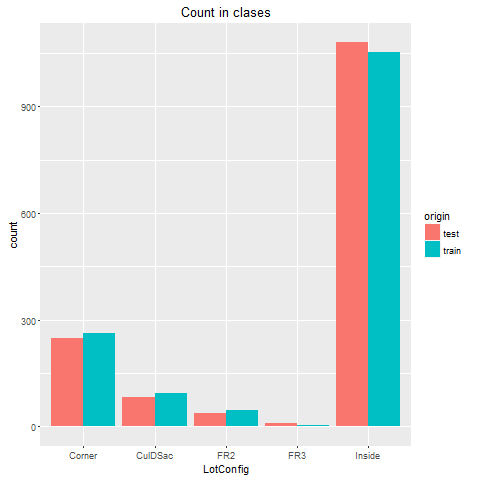 Count in clases
900
600
300
0
count
Corner
CulDSac
FR2
FR3
Inside
LotConfig
origin
test
train